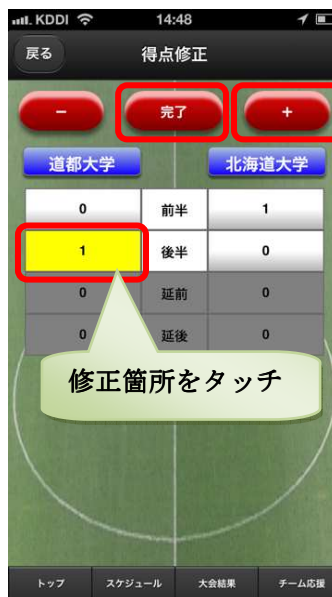 KDDI 14:48
戻る 得点修正
− 完了 +
道都大学 北海道大学
0 前半 1
1 後半 0
0 延前 0
0 延後 0
修正箇所をタッチ
トップ スケジュール 大会結果 チーム応援